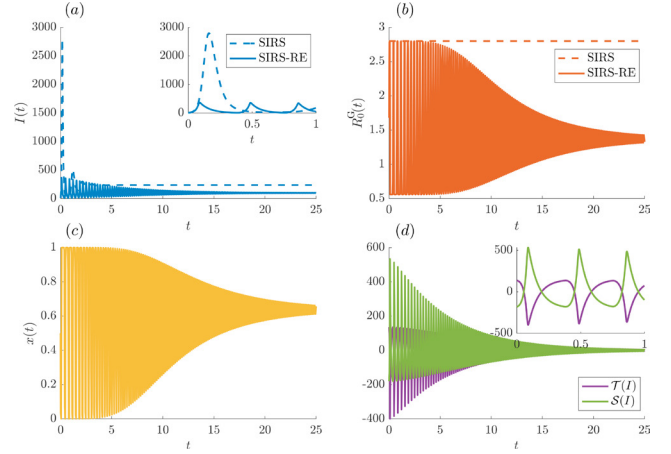 (a)
3000
2500
2000
1500
1000
500
0
I(t)
0 5 10 15 20 25
t
3000
2000
1000
0
0 0.5 1
t
SIRS
SIRS-RE
(b)
3
2.5
2
1.5
1
0.5
R₀ᴳ(t)
0 5 10 15 20 25
t
SIRS
SIRS-RE
(c)
1
0.8
0.6
0.4
0.2
0
x(t)
0 5 10 15 20 25
t
(d)
600
400
200
0
-200
-400
0 5 10 15 20 25
t
500
0
-500
0 0.5 1
t
𝒯(I)
𝒮(I)